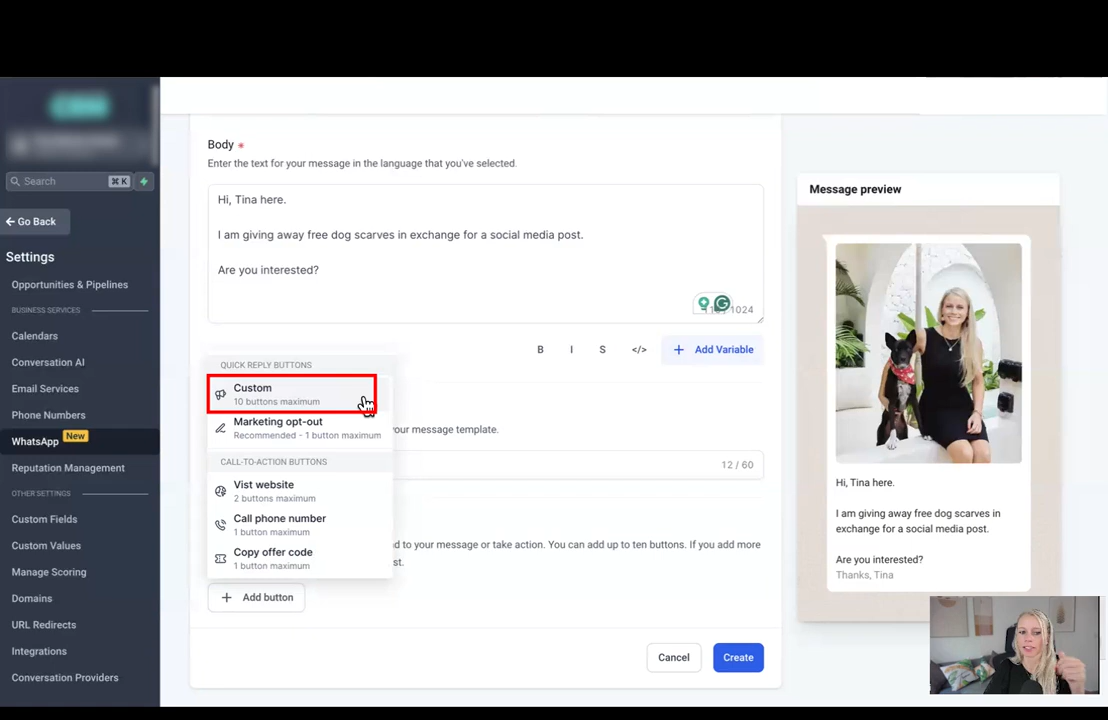 Search
⌘ K
Go Back
Settings
Opportunities & Pipelines
BUSINESS SERVICES
Calendars
Conversation AI
Email Services
Phone Numbers
WhatsApp New
Reputation Management
OTHER SETTINGS
Custom Fields
Custom Values
Manage Scoring
Domains
URL Redirects
Integrations
Conversation Providers
Body *
Enter the text for your message in the language that you've selected.
Hi, Tina here.
I am giving away free dog scarves in exchange for a social media post.
Are you interested?
1024
B I S </> + Add Variable
QUICK REPLY BUTTONS
Custom
10 buttons maximum
Marketing opt-out
Recommended - 1 button maximum
our message template.
CALL-TO-ACTION BUTTONS
12 / 60
Vist website
2 buttons maximum
Call phone number
1 button maximum
d to your message or take action. You can add up to ten buttons. If you add more
Copy offer code
1 button maximum
st.
+ Add button
Cancel
Create
Message preview
Hi, Tina here.
I am giving away free dog scarves in
exchange for a social media post.
Are you interested?
Thanks, Tina